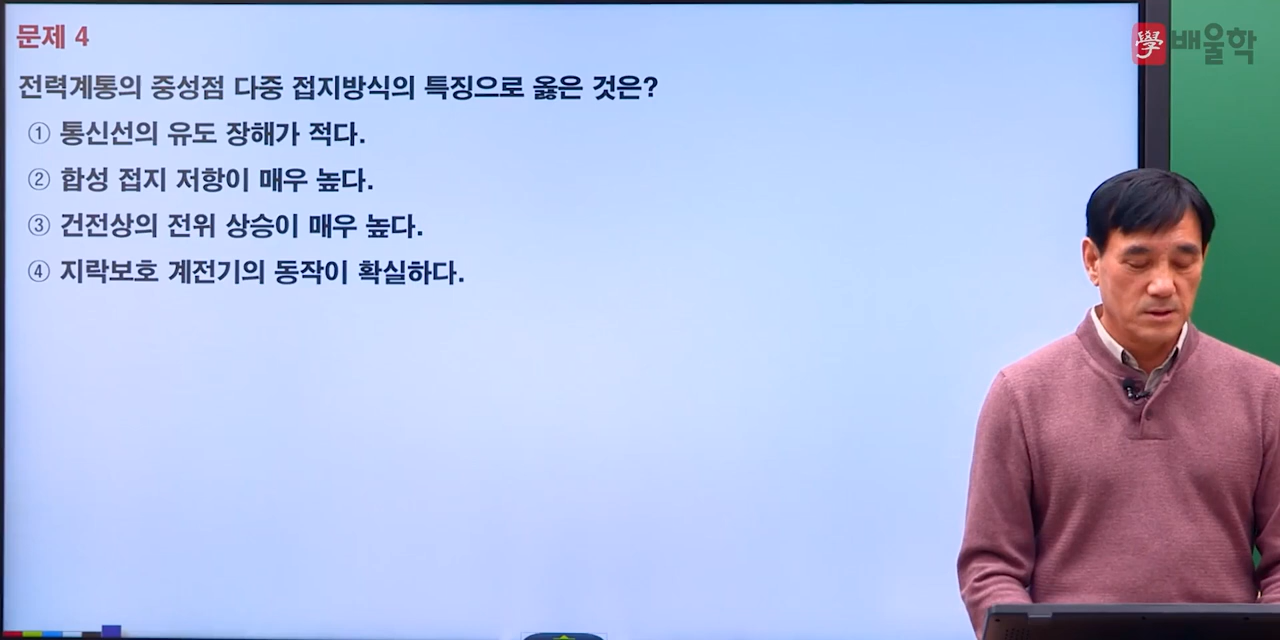 문제 4
學 배울학
전력계통의 중성점 다중 접지방식의 특징으로 옳은 것은?
① 통신선의 유도 장해가 적다.
② 합성 접지 저항이 매우 높다.
③ 건전상의 전위 상승이 매우 높다.
④ 지락보호 계전기의 동작이 확실하다.